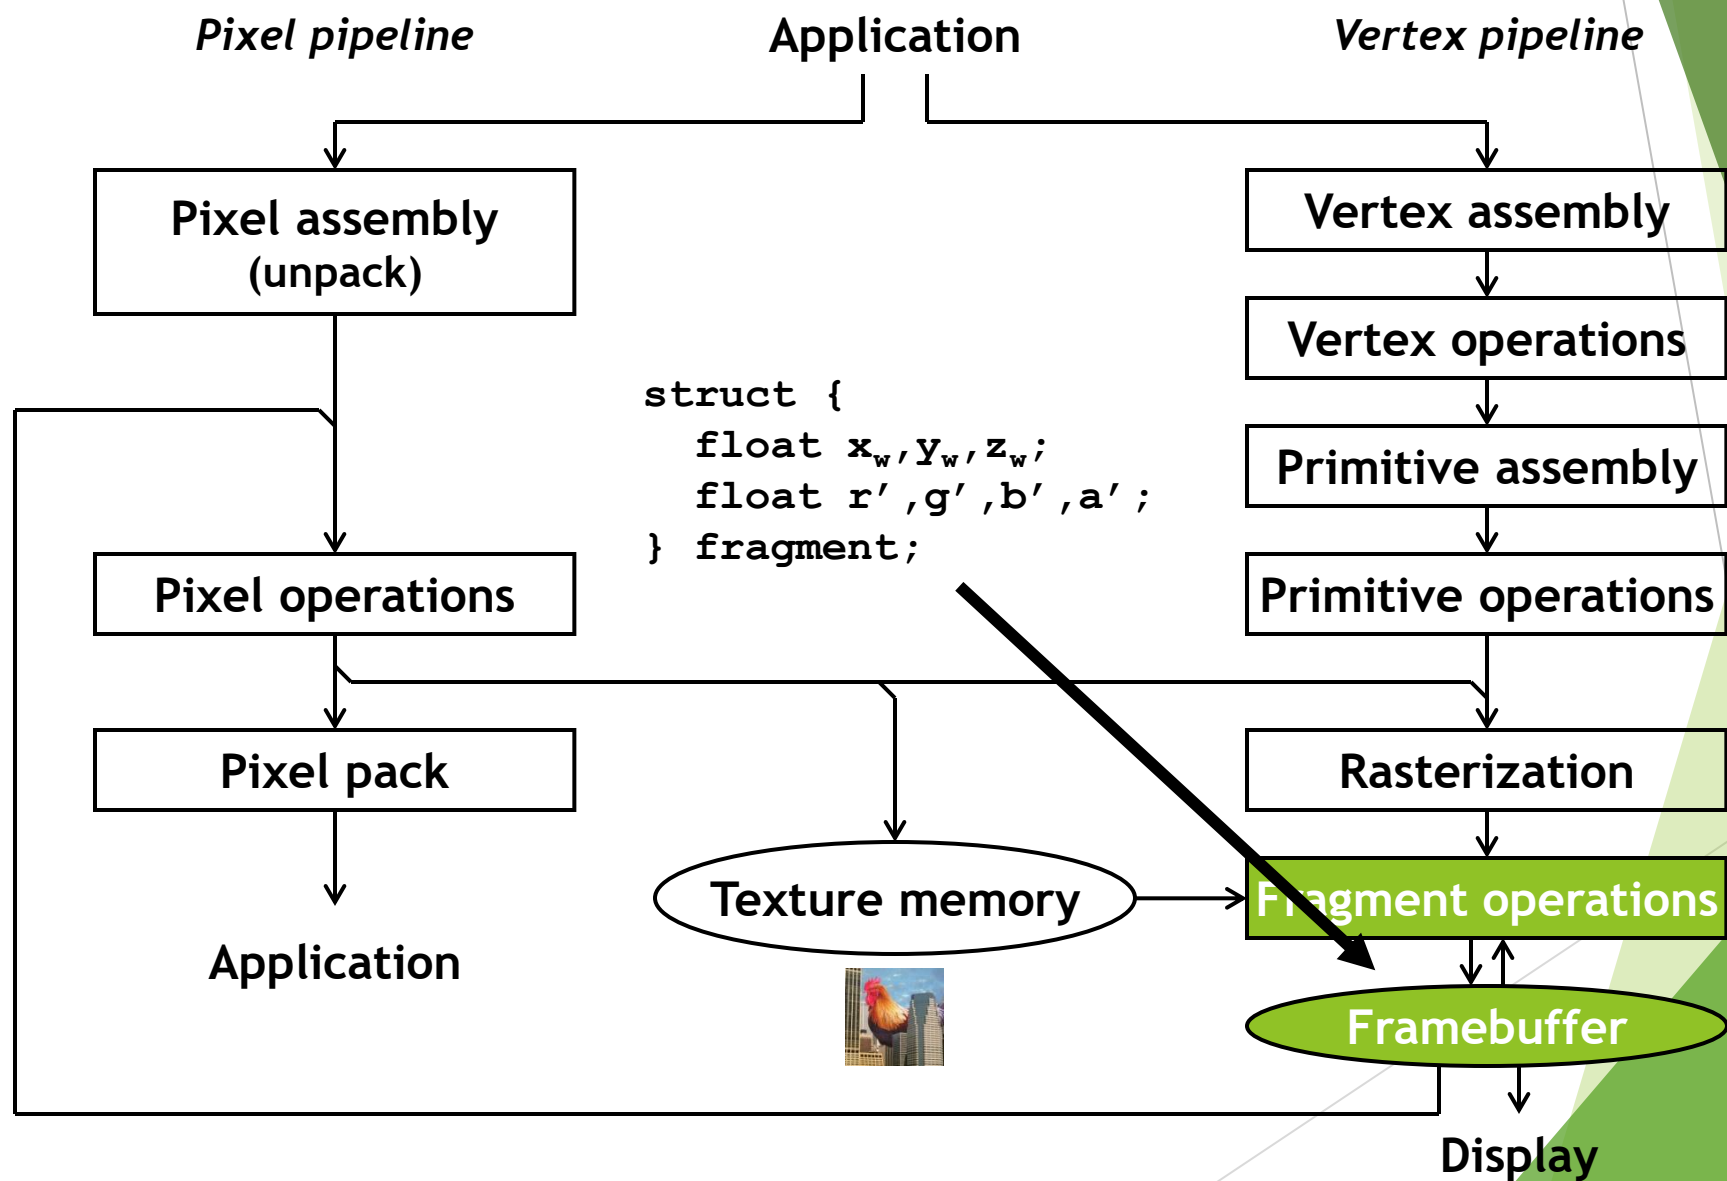 Pixel pipeline
Application
Vertex pipeline
Pixel assembly
(unpack)
Vertex assembly
Vertex operations
struct {
float xw,yw,zw;
float r′,g′,b′,a′;
} fragment;
Primitive assembly
Pixel operations
Primitive operations
Pixel pack
Rasterization
Texture memory
Fragment operations
Application
Framebuffer
Display